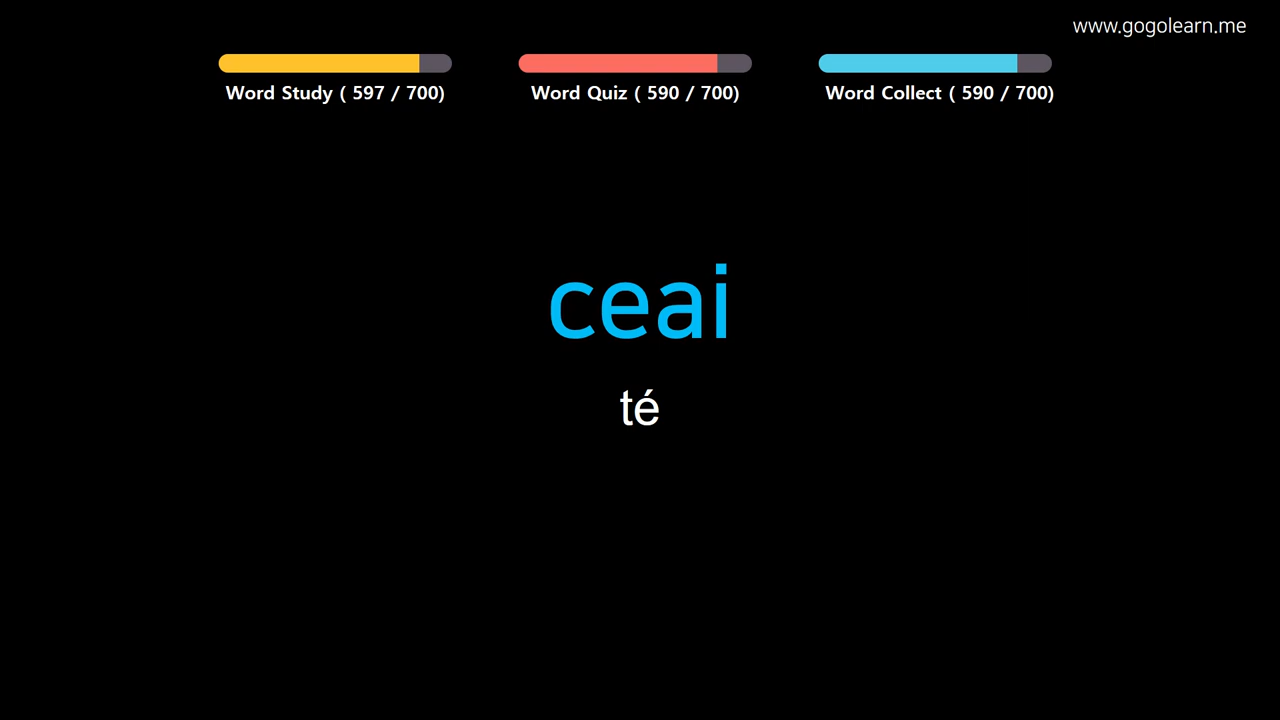 www.gogolearn.me
Word Study ( 597 / 700)
Word Quiz ( 590 / 700)
Word Collect ( 590 / 700)
ceai
té